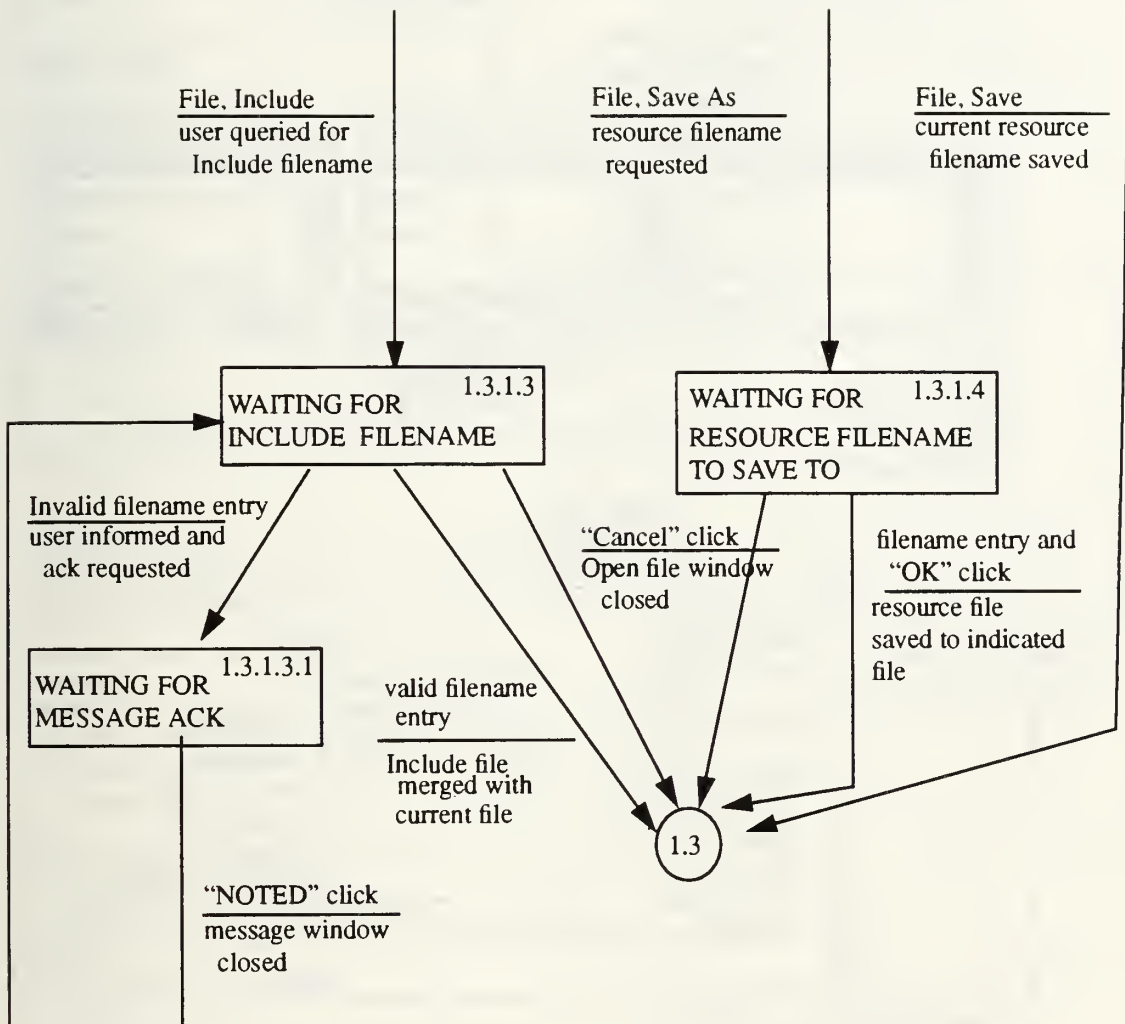 File, Include
user queried for
Include filename
File, Save As
resource filename
requested
File, Save
current resource
filename saved
1.3.1.3
WAITING FOR
INCLUDE FILENAME
1.3.1.4
WAITING FOR
RESOURCE FILENAME
TO SAVE TO
Invalid filename entry
user informed and
ack requested
“Cancel” click
Open file window
closed
filename entry and
“OK” click
resource file
saved to indicated
file
1.3.1.3.1
WAITING FOR
MESSAGE ACK
valid filename
entry
Include file
merged with
current file
1.3
“NOTED” click
message window
closed